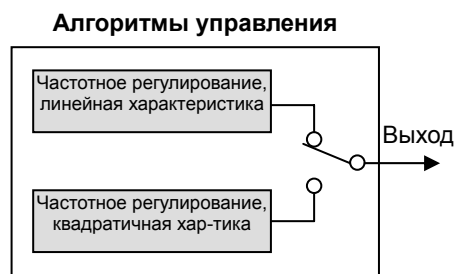 Алгоритмы управления
Частотное регулирование,
линейная характеристика
Выход
Частотное регулирование,
квадратичная хар-тика